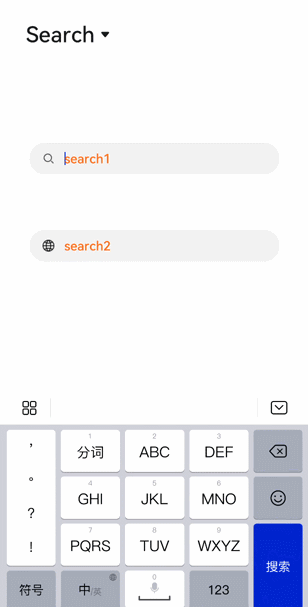 Search
search1
search2
，
。
？
！
1
分词
2
ABC
3
DEF
4
GHI
5
JKL
6
MNO
7
PQRS
8
TUV
9
WXYZ
搜索
符号
中/英
0
123